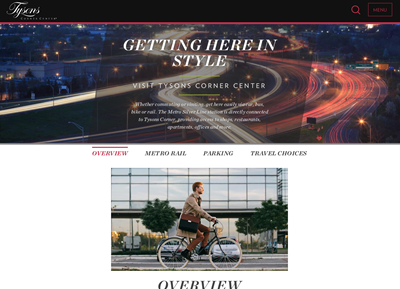 Tysons
CORNER CENTER
MENU
GETTING HERE IN
STYLE
VISIT TYSONS CORNER CENTER
Whether commuting or visiting, get here easily via car, bus,
bike or rail. The Metro Silver Line station is directly connected
to Tysons Corner, providing access to shops, restaurants,
apartments, offices and more.
OVERVIEW
METRO RAIL
PARKING
TRAVEL CHOICES
OVERVIEW